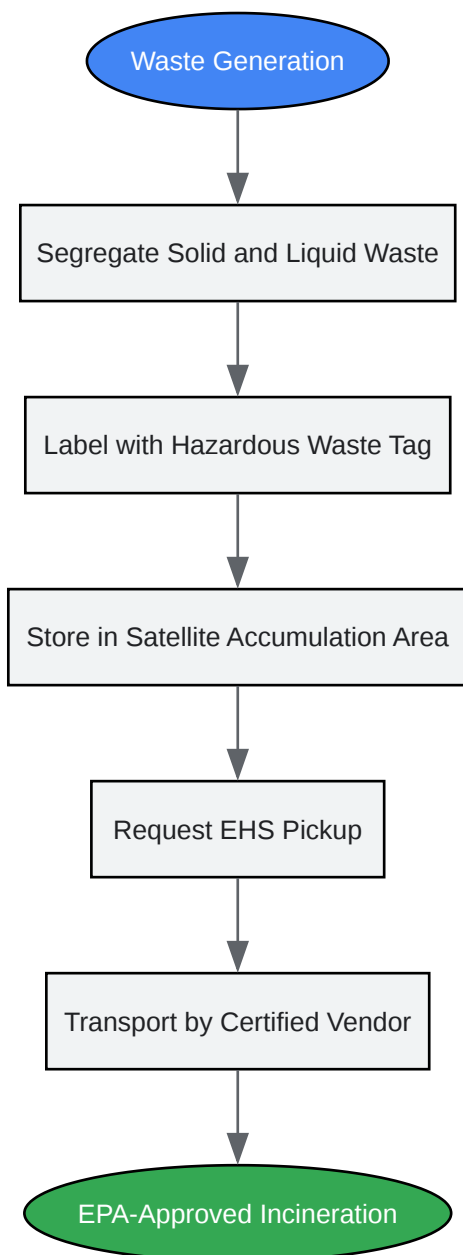 Waste Generation
Segregate Solid and Liquid Waste
Label with Hazardous Waste Tag
Store in Satellite Accumulation Area
Request EHS Pickup
Transport by Certified Vendor
EPA-Approved Incineration